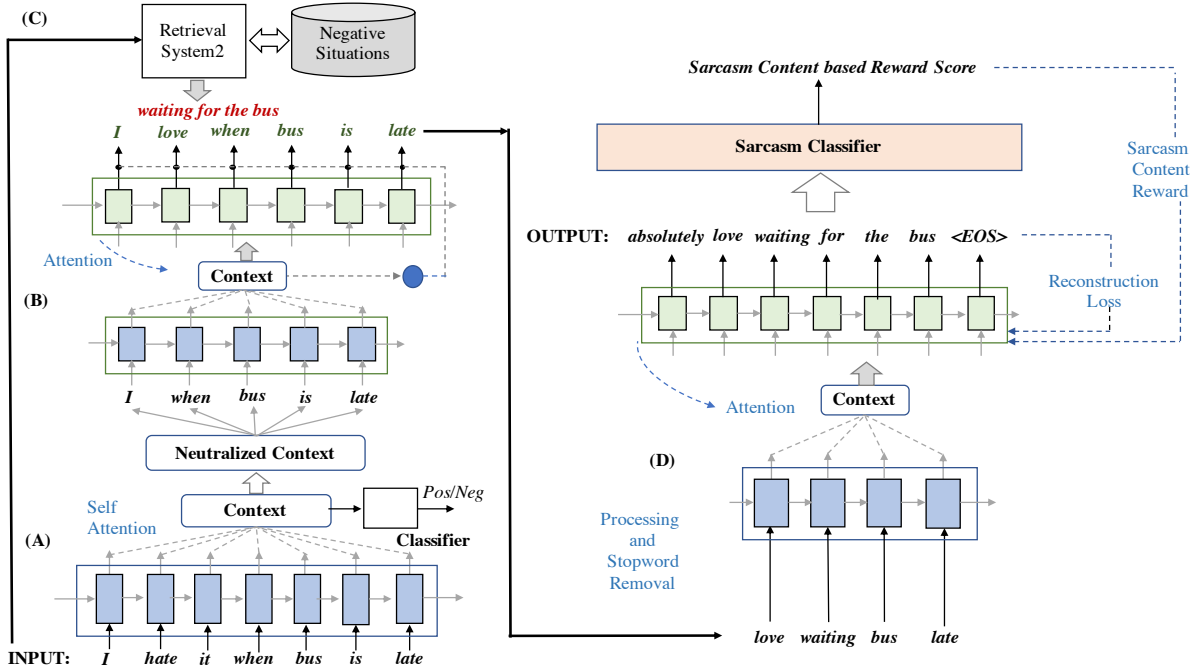 (C)
Retrieval
System2
Negative
Situations
waiting for the bus
I love when bus is late
Attention
Context
(B)
I when bus is late
Neutralized Context
Self
Attention
Context
Pos/Neg
Classifier
(A)
INPUT: I hate it when bus is late
Sarcasm Content based Reward Score
Sarcasm Classifier
Sarcasm
Content
Reward
OUTPUT: absolutely love waiting for the bus <EOS>
Reconstruction
Loss
Attention
Context
(D)
Processing
and
Stopword
Removal
love waiting bus late